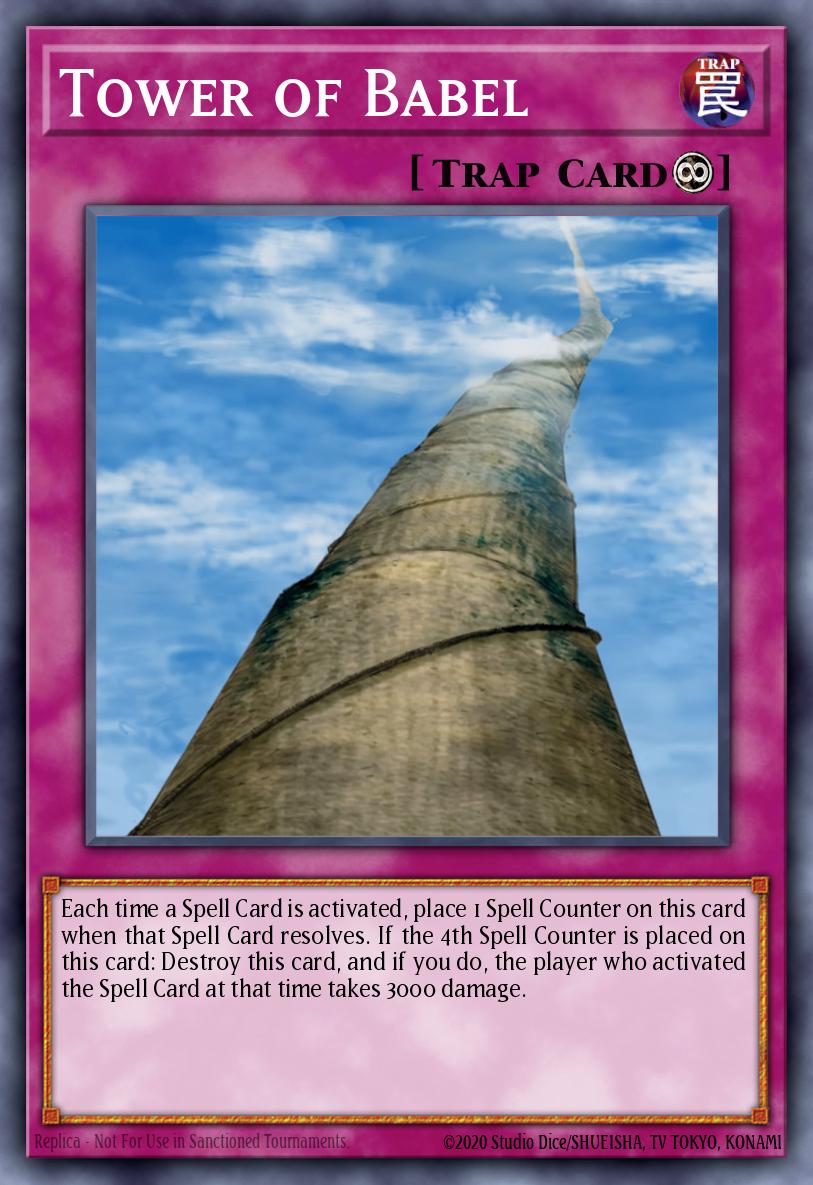 Tower of Babel
TRAP
罠
[Trap Card]
Each time a Spell Card is activated, place 1 Spell Counter on this card
when that Spell Card resolves. If the 4th Spell Counter is placed on
this card: Destroy this card, and if you do, the player who activated
the Spell Card at that time takes 3000 damage.
Replica - Not For Use in Sanctioned Tournaments.
©2020 Studio Dice/SHUEISHA, TV TOKYO, KONAMI